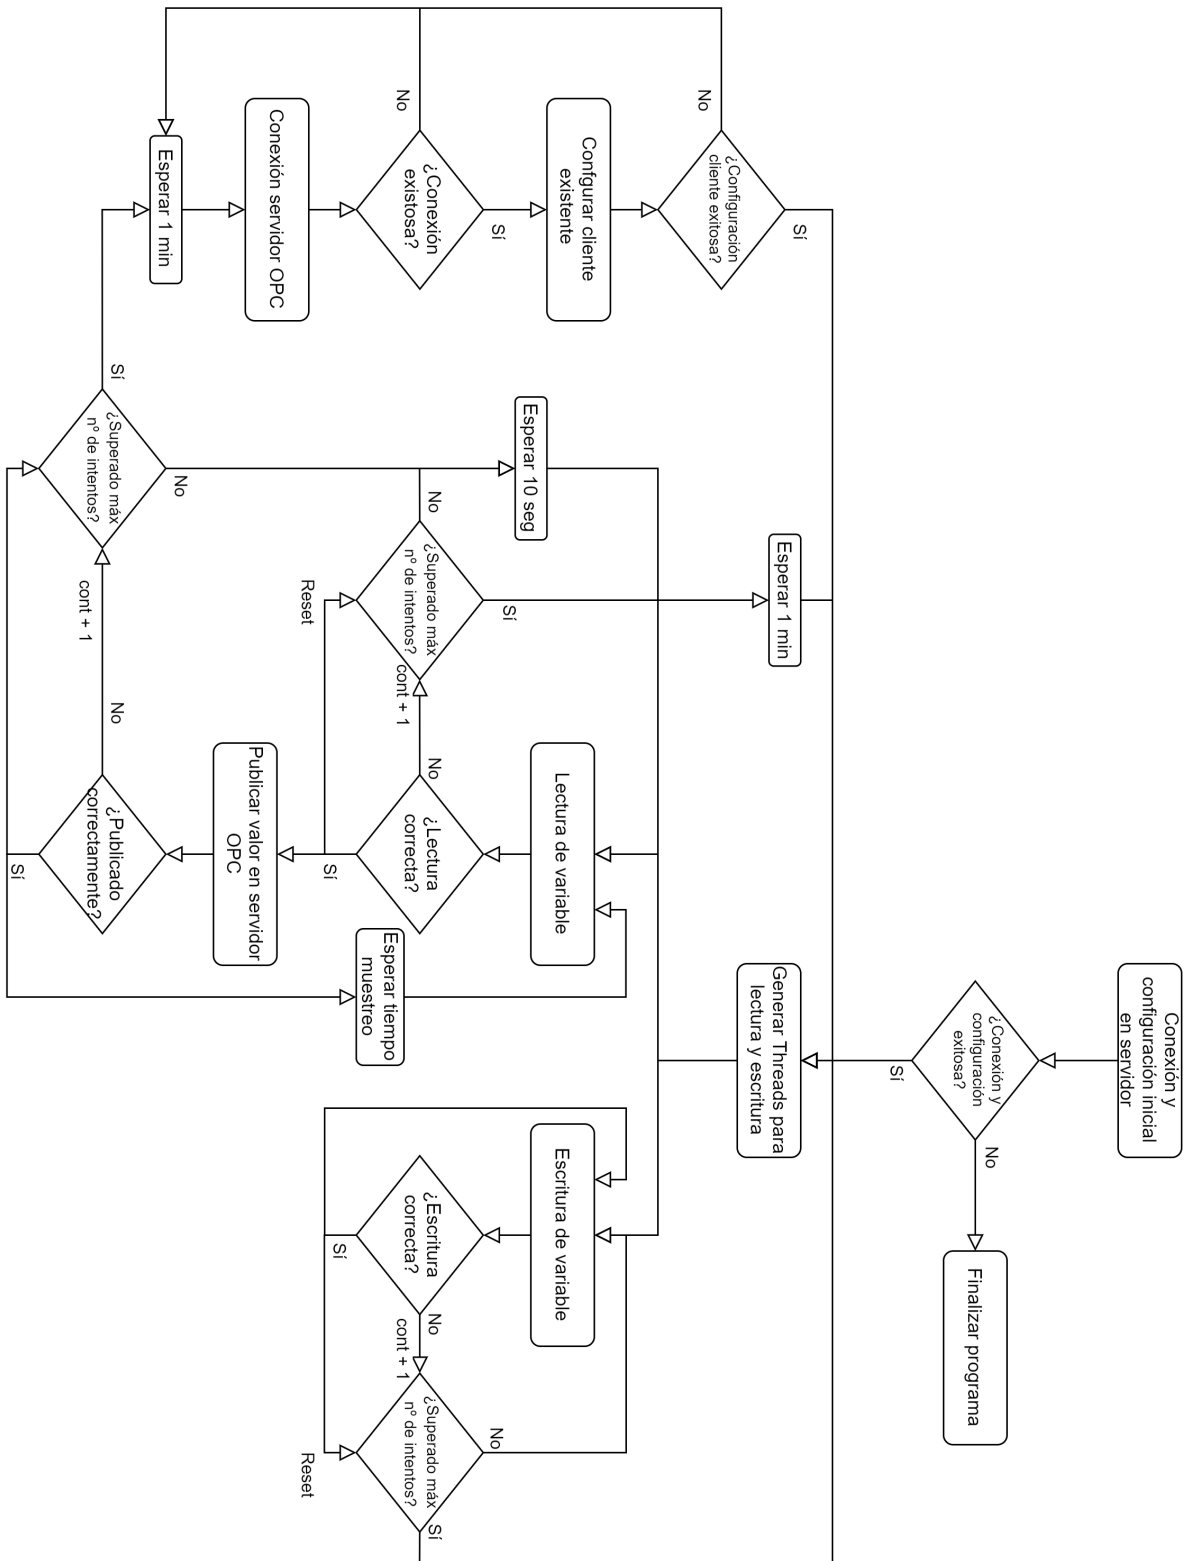 Conexión y
configuración inicial
en servidor
¿Conexión y
configuración
exitosa?
No
Finalizar programa
Sí
Generar Threads para
lectura y escritura
Sí
Esperar 1 min
¿Configuración
cliente exitosa?
No
Confgurar cliente
existente
Sí
Esperar 10 seg
Sí
Lectura de variable
Escritura de variable
No
¿Conexión
existosa?
No
No
¿Superado máx
nº de intentos?
cont + 1
No
¿Lectura
correcta?
Sí
Esperar tiempo
muestreo
¿Escritura
correcta?
Sí
No
cont + 1
¿Superado máx
nº de intentos?
Sí
Reset
Reset
Conexión servidor OPC
Publicar valor en servidor
OPC
Esperar 1 min
Sí
¿Superado máx
nº de intentos?
No
cont + 1
No
¿Publicado
correctamente?
Sí